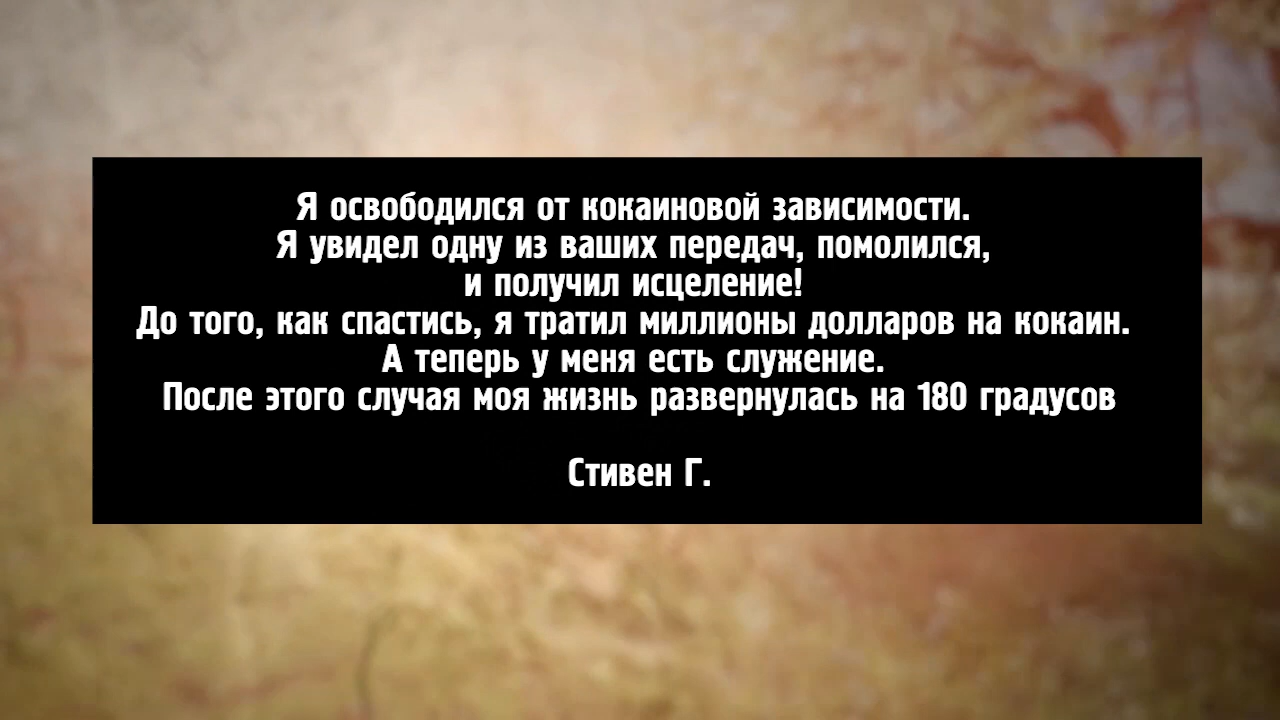 Я освободился от кокаиновой зависимости.
Я увидел одну из ваших передач, помолился,
и получил исцеление!
До того, как спастись, я тратил миллионы долларов на кокаин.
А теперь у меня есть служение.
После этого случая моя жизнь развернулась на 180 градусов
Стивен Г.